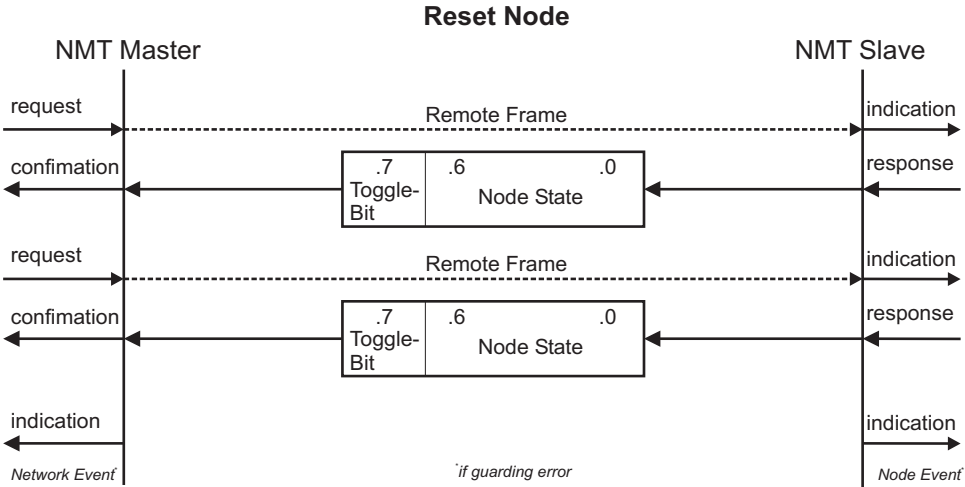 Reset Node
NMT Master NMT Slave
request Remote Frame indication
confimation .7 .6 .0 response
Toggle-
Bit Node State
request Remote Frame indication
confimation .7 .6 .0 response
Toggle-
Bit Node State
indication indication
Network Event* *if guarding error Node Event*